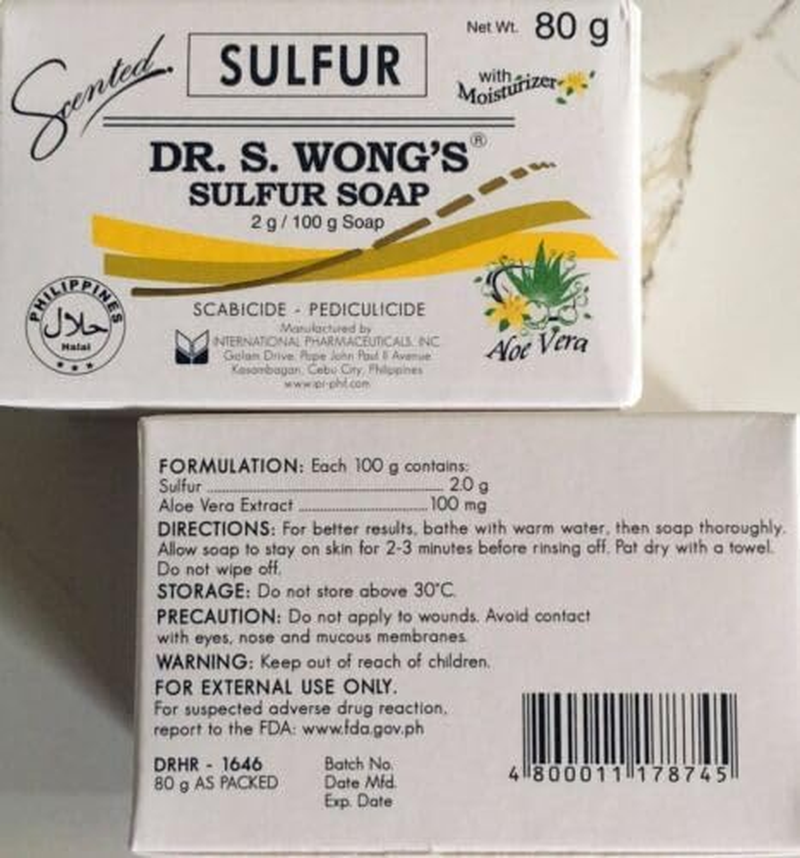 Scented
SULFUR
Net Wt. 80 g
with
Moisturizer
DR. S. WONG'S®
SULFUR SOAP
2 g / 100 g Soap
PHILIPPINES
حلال
Halal
SCABICIDE - PEDICULICIDE
Manufactured by
INTERNATIONAL PHARMACEUTICALS, INC.
Golam Drive, Pope John Paul II Avenue
Kasambagan, Cebu City, Philippines
www.ipi-phil.com
Aloe Vera
FORMULATION: Each 100 g contains:
Sulfur 2.0 g
Aloe Vera Extract 100 mg
DIRECTIONS: For better results, bathe with warm water, then soap thoroughly.
Allow soap to stay on skin for 2-3 minutes before rinsing off. Pat dry with a towel.
Do not wipe off.
STORAGE: Do not store above 30°C.
PRECAUTION: Do not apply to wounds. Avoid contact
with eyes, nose and mucous membranes.
WARNING: Keep out of reach of children.
FOR EXTERNAL USE ONLY.
For suspected adverse drug reaction,
report to the FDA: www.fda.gov.ph
DRHR - 1646
80 g AS PACKED
Batch No.
Date Mfd.
Exp. Date
4 800011 178745